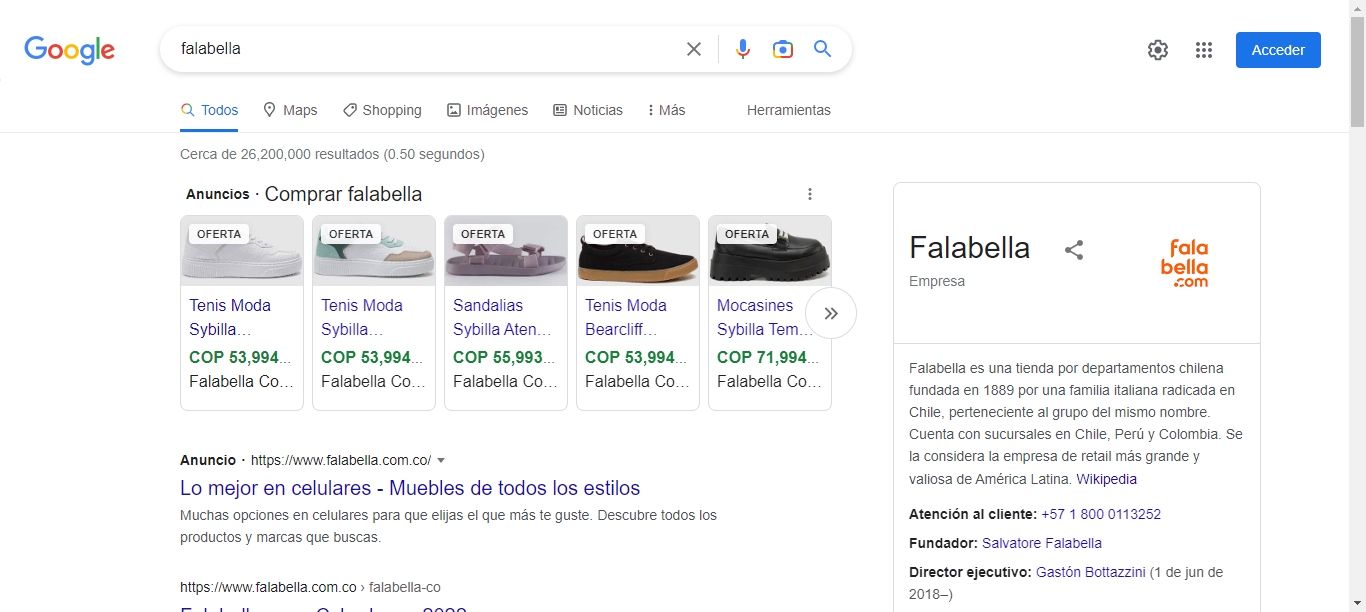 Google
falabella
Acceder
Todos
Maps
Shopping
Imágenes
Noticias
Más
Herramientas
Cerca de 26,200,000 resultados (0.50 segundos)
Anuncios · Comprar falabella
OFERTA
Tenis Moda
Sybilla…
COP 53,994...
Falabella Co…
OFERTA
Tenis Moda
Sybilla…
COP 53,994...
Falabella Co…
OFERTA
Sandalias
Sybilla Aten…
COP 55,993...
Falabella Co…
OFERTA
Tenis Moda
Bearcliff…
COP 53,994...
Falabella Co…
OFERTA
Mocasines
Sybilla Tem…
COP 71,994...
Falabella Co…
Anuncio · https://www.falabella.com.co/
Lo mejor en celulares - Muebles de todos los estilos
Muchas opciones en celulares para que elijas el que más te guste. Descubre todos los
productos y marcas que buscas.
https://www.falabella.com.co › falabella-co
Falabella
Empresa
fala
bella
.com
Falabella es una tienda por departamentos chilena
fundada en 1889 por una familia italiana radicada en
Chile, perteneciente al grupo del mismo nombre.
Cuenta con sucursales en Chile, Perú y Colombia. Se
la considera la empresa de retail más grande y
valiosa de América Latina. Wikipedia
Atención al cliente: +57 1 800 0113252
Fundador: Salvatore Falabella
Director ejecutivo: Gastón Bottazzini (1 de jun de
2018–)